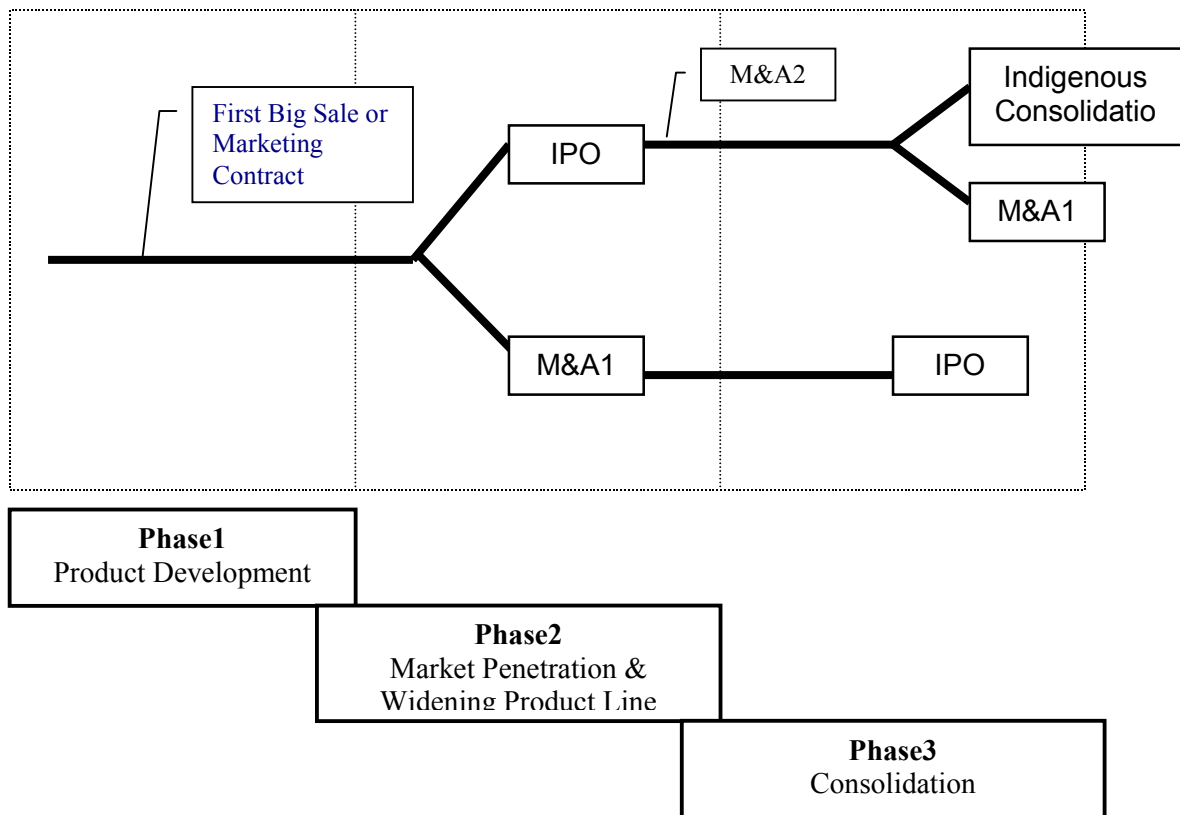 First Big Sale or
Marketing
Contract
IPO
M&A2
Indigenous
Consolidatio
M&A1
M&A1
IPO
Phase1
Product Development
Phase2
Market Penetration &
Widening Product Line
Phase3
Consolidation